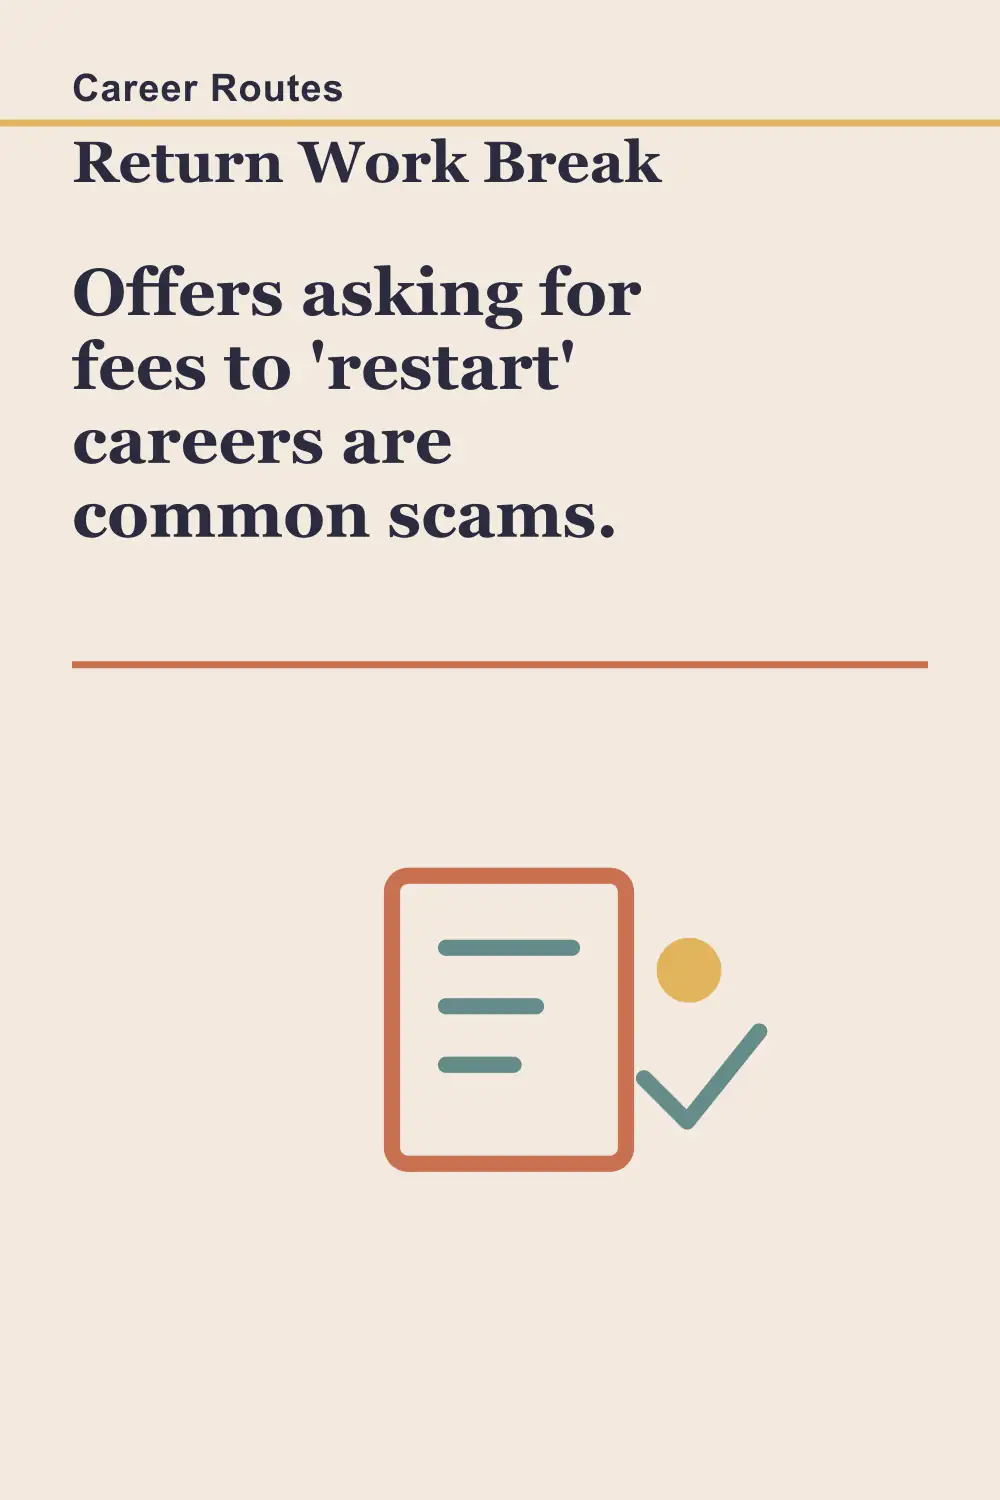 Career Routes
Return Work Break
Offers asking for
fees to 'restart'
careers are
common scams.